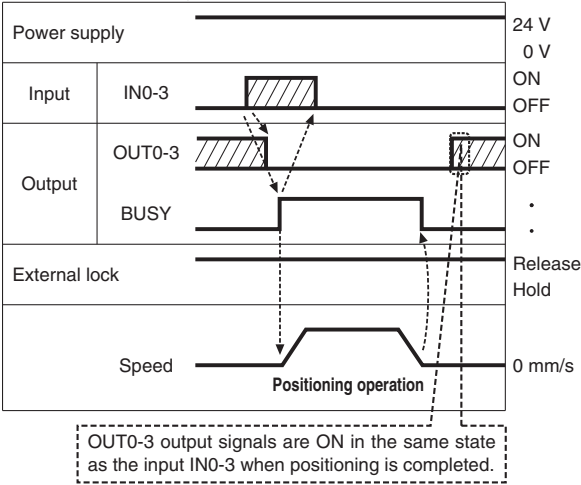 Power supply
24 V
0 V
Input
IN0-3
ON
OFF
Output
OUT0-3
ON
OFF
BUSY
External lock
Release
Hold
Speed
0 mm/s
Positioning operation
OUT0-3 output signals are ON in the same state
as the input IN0-3 when positioning is completed.